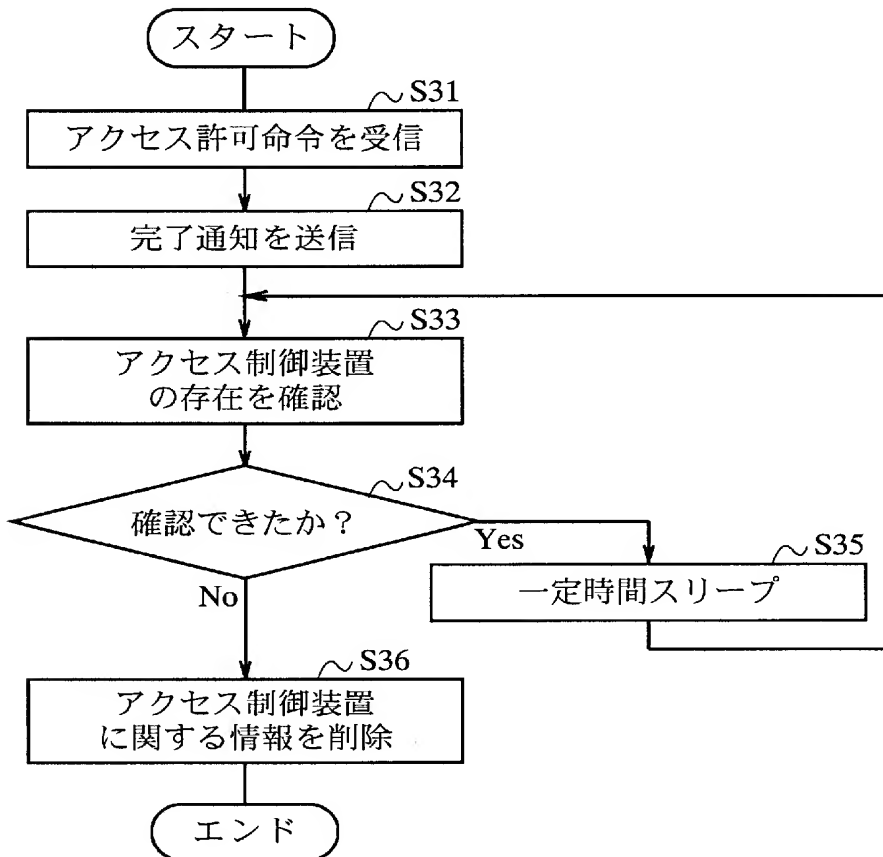 スタート
S31
アクセス許可命令を受信
S32
完了通知を送信
S33
アクセス制御装置
の存在を確認
S34
確認できたか？
Yes
No
S35
一定時間スリープ
S36
アクセス制御装置
に関する情報を削除
エンド